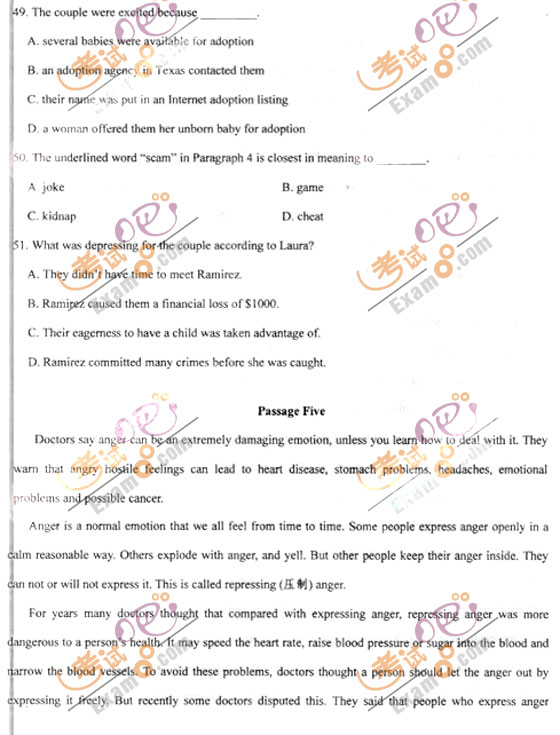 49. The couple were excited because ________.
A. several babies were available for adoption
B. an adoption agency in Texas contacted them
C. their name was put in an Internet adoption listing
D. a woman offered them her unborn baby for adoption
50. The underlined word “scam” in Paragraph 4 is closest in meaning to _______.
A. joke B. game
C. kidnap D. cheat
51. What was depressing for the couple according to Laura?
A. They didn't have time to meet Ramirez.
B. Ramirez caused them a financial loss of $1000.
C. Their eagerness to have a child was taken advantage of.
D. Ramirez committed many crimes before she was caught.
Passage Five
Doctors say anger can be an extremely damaging emotion, unless you learn how to deal with it. They
warn that angry hostile feelings can lead to heart disease, stomach problems, headaches, emotional
problems and possible cancer.
Anger is a normal emotion that we all feel from time to time. Some people express anger openly in a
calm reasonable way. Others explode with anger, and yell. But other people keep their anger inside. They
can not or will not express it. This is called repressing (压制) anger.
For years many doctors thought that compared with expressing anger, repressing anger was more
dangerous to a person's health. It may speed the heart rate, raise blood pressure or sugar into the blood and
narrow the blood vessels. To avoid these problems, doctors thought a person should let the anger out by
expressing it freely. But recently some doctors disputed this. They said that people who express anger
考试吧
Exam8.com